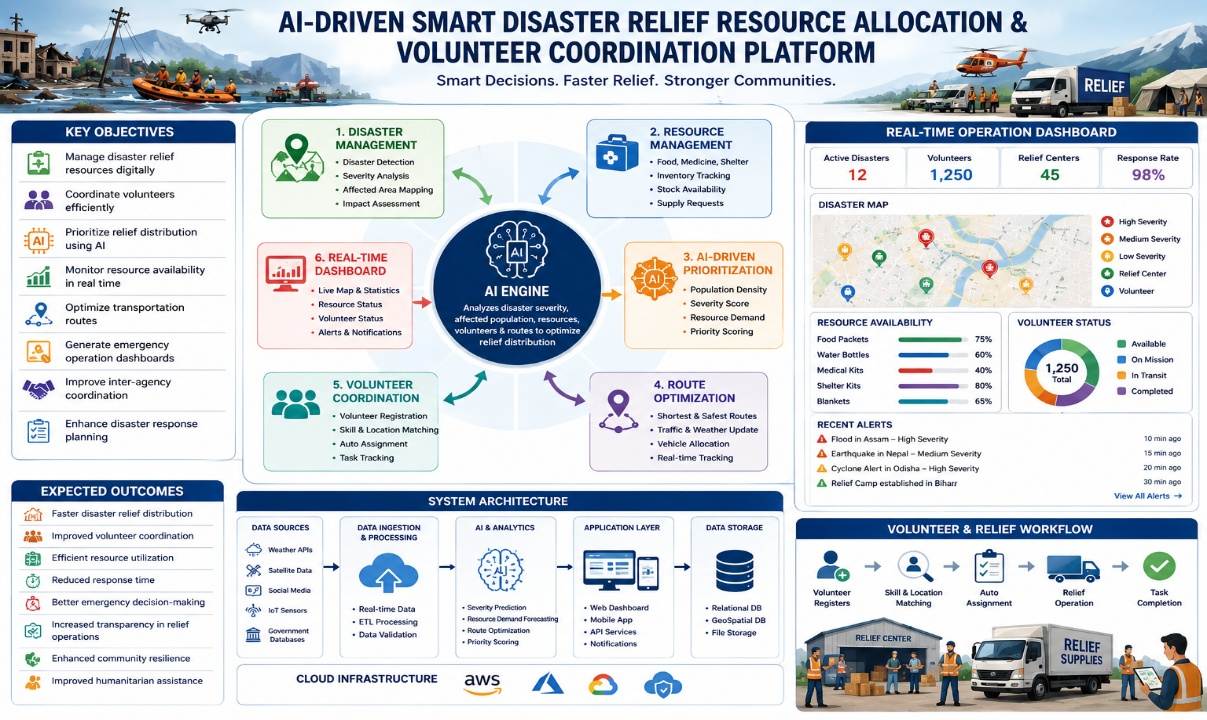 AI-DRIVEN SMART DISASTER RELIEF RESOURCE ALLOCATION &
VOLUNTEER COORDINATION PLATFORM
Smart Decisions. Faster Relief. Stronger Communities.
RELIEF
KEY OBJECTIVES
Manage disaster relief
resources digitally
Coordinate volunteers
efficiently
AI
Prioritize relief distribution
using AI
Monitor resource availability
in real time
Optimize transportation
routes
Generate emergency
operation dashboards
Improve inter-agency
coordination
Enhance disaster response
planning
1. DISASTER
MANAGEMENT
• Disaster Detection
• Severity Analysis
• Affected Area Mapping
• Impact Assessment
2. RESOURCE
MANAGEMENT
• Food, Medicine, Shelter
• Inventory Tracking
• Stock Availability
• Supply Requests
6. REAL-TIME
DASHBOARD
• Live Map & Statistics
• Resource Status
• Volunteer Status
• Alerts & Notifications
AI
AI ENGINE
Analyzes disaster severity,
affected population, resources,
volunteers & routes to optimize
relief distribution
AI
3. AI-DRIVEN
PRIORITIZATION
• Population Density
• Severity Score
• Resource Demand
• Priority Scoring
5. VOLUNTEER
COORDINATION
• Volunteer Registration
• Skill & Location Matching
• Auto Assignment
• Task Tracking
4. ROUTE
OPTIMIZATION
• Shortest & Safest Routes
• Traffic & Weather Update
• Vehicle Allocation
• Real-time Tracking
REAL-TIME OPERATION DASHBOARD
Active Disasters
12
Volunteers
1,250
Relief Centers
45
Response Rate
98%
DISASTER MAP
High Severity
Medium Severity
Low Severity
Relief Center
Volunteer
RESOURCE AVAILABILITY
Food Packets 75%
Water Bottles 60%
Medical Kits 40%
Shelter Kits 80%
Blankets 65%
VOLUNTEER STATUS
1,250
Total
Available
On Mission
In Transit
Completed
RECENT ALERTS
Flood in Assam – High Severity 10 min ago
Earthquake in Nepal – Medium Severity 15 min ago
Cyclone Alert in Odisha – High Severity 20 min ago
Relief Camp established in Biharr 30 min ago
View All Alerts →
EXPECTED OUTCOMES
Faster disaster relief distribution
Improved volunteer coordination
Efficient resource utilization
Reduced response time
Better emergency decision-making
Increased transparency in relief
operations
Enhanced community resilience
Improved humanitarian assistance
SYSTEM ARCHITECTURE
DATA SOURCES
Weather APIs
Satellite Data
Social Media
IoT Sensors
Government
Databases
DATA INGESTION
& PROCESSING
• Real-time Data
• ETL Processing
• Data Validation
AI & ANALYTICS
AI
• Severity Prediction
• Resource Demand Forecasting
• Route Optimization
• Priority Scoring
APPLICATION LAYER
• Web Dashboard
• Mobile App
• API Services
• Notifications
DATA STORAGE
• Relational DB
• GeoSpatial DB
• File Storage
CLOUD INFRASTRUCTURE
aws
VOLUNTEER & RELIEF WORKFLOW
Volunteer
Registers
Skill & Location
Matching
Auto
Assignment
Relief
Operation
Task
Completion
RELIEF CENTER
RELIEF
SUPPLIES